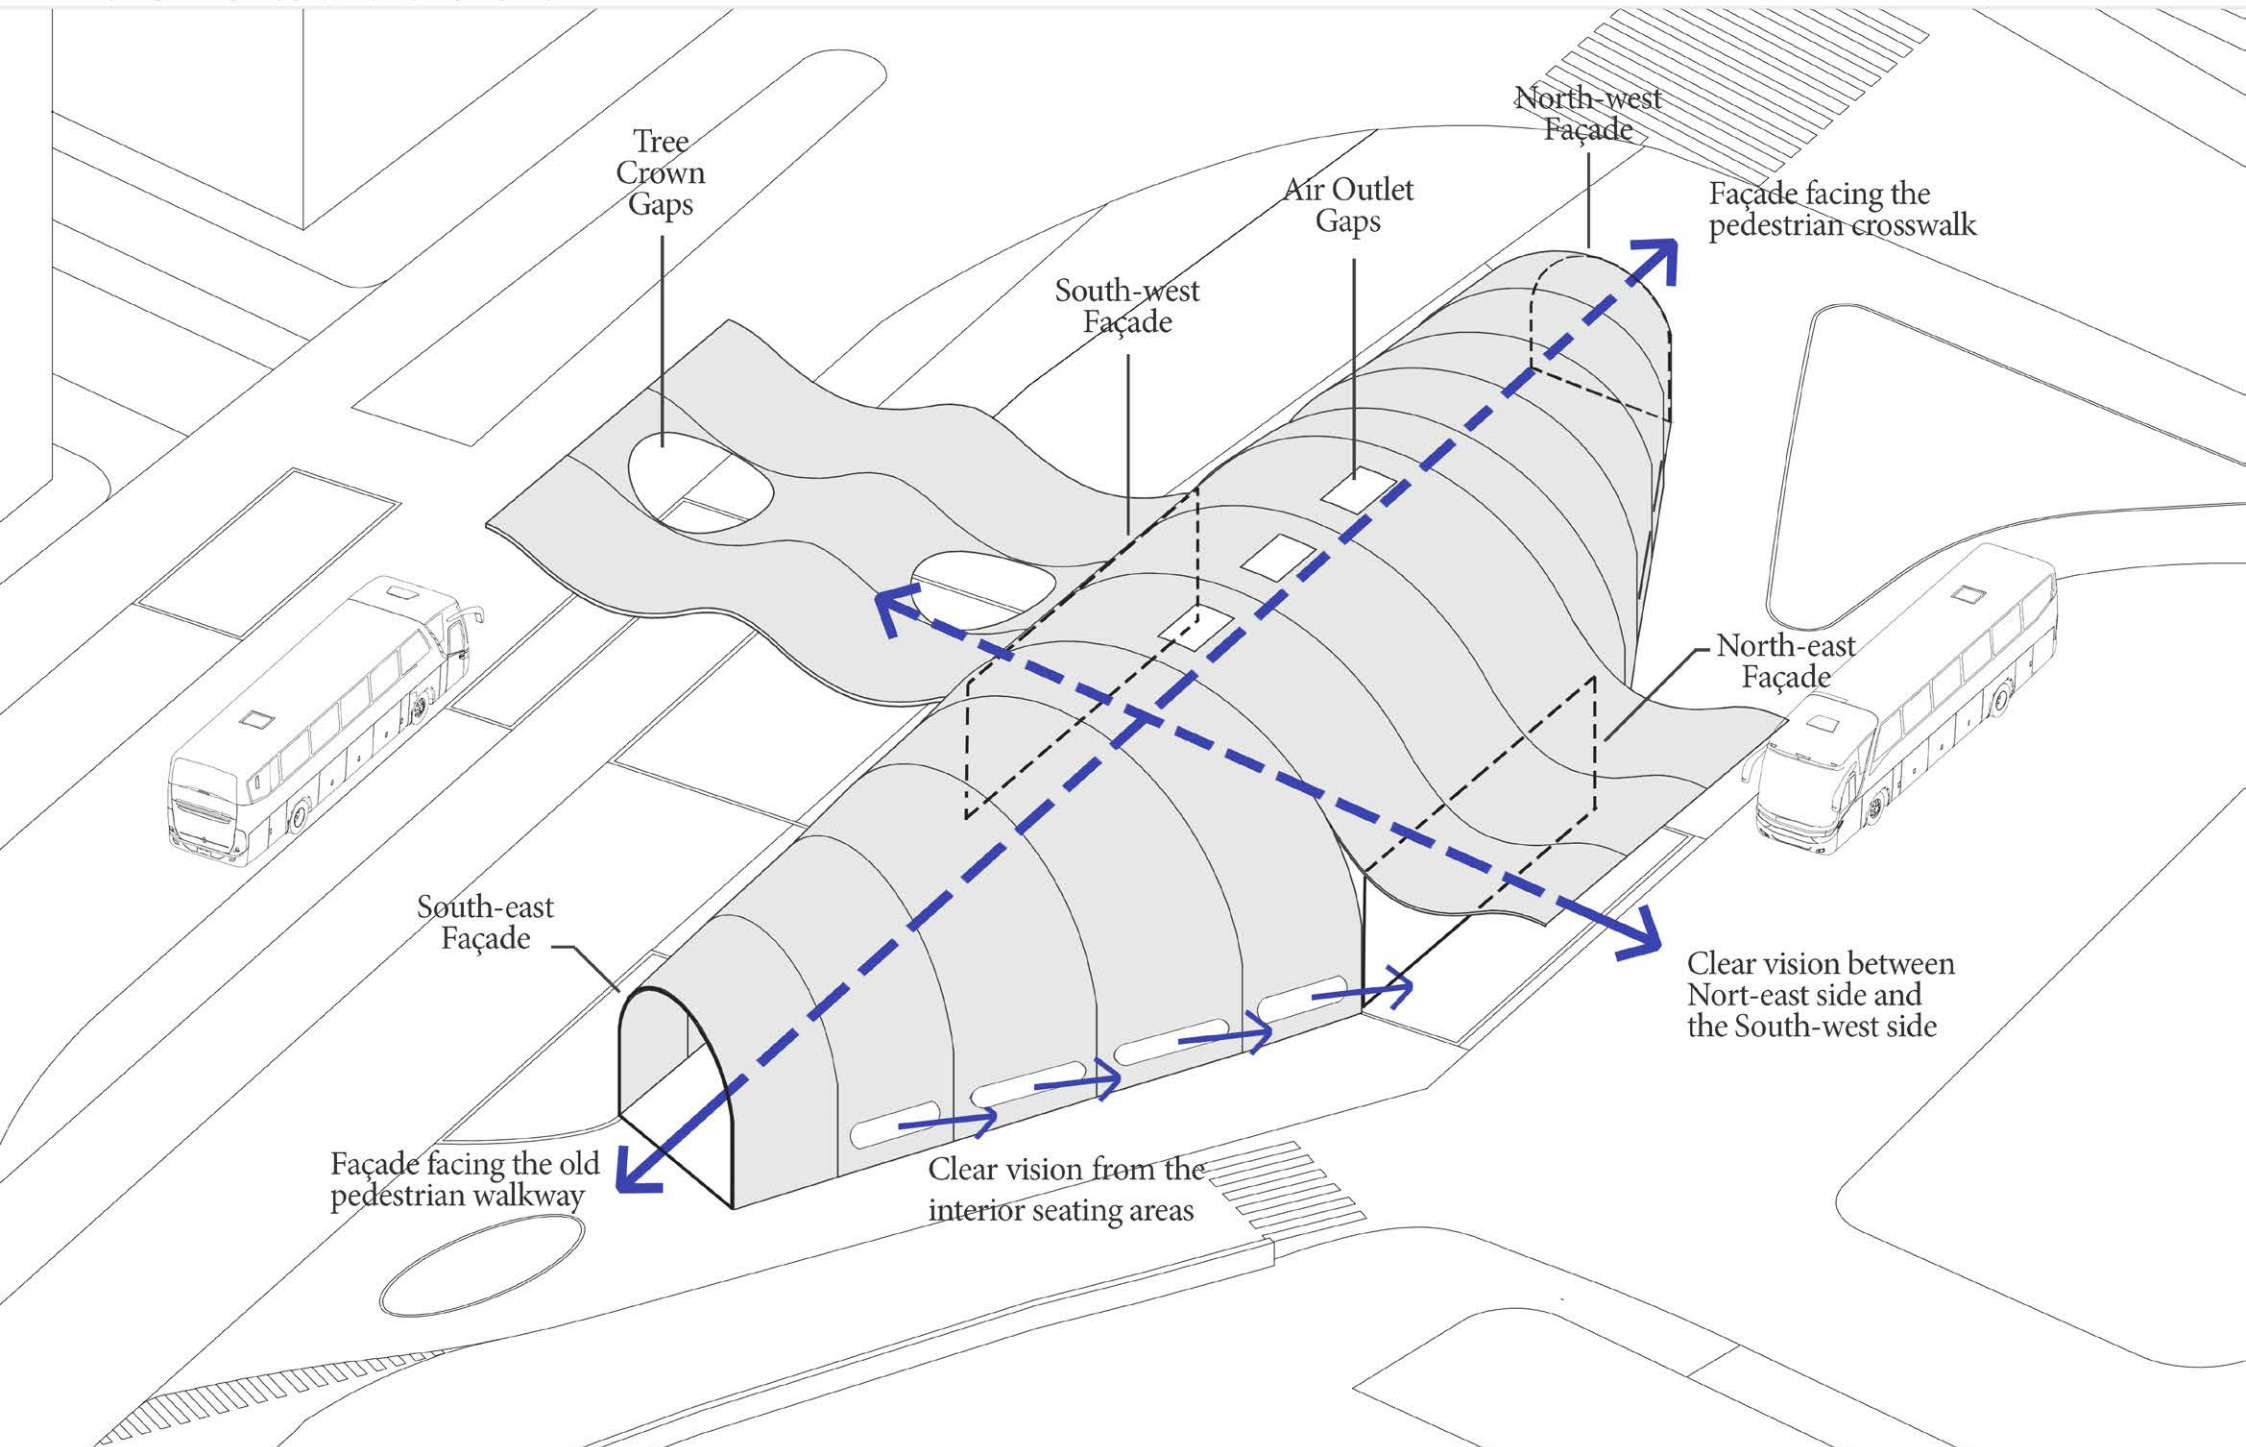 North-west
Façade
Tree
Crown
Gaps
Air Outlet
Gaps
Façade facing the
pedestrian crosswalk
South-west
Façade
North-east
Façade
South-east
Façade
Clear vision between
Nort-east side and
the South-west side
Façade facing the old
pedestrian walkway
Clear vision from the
interior seating areas